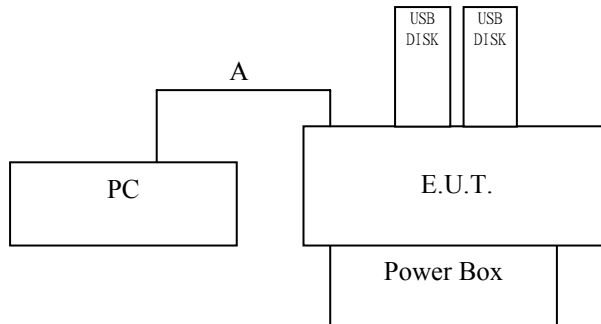 USB
DISK
USB
DISK
A
PC
E.U.T.
Power Box